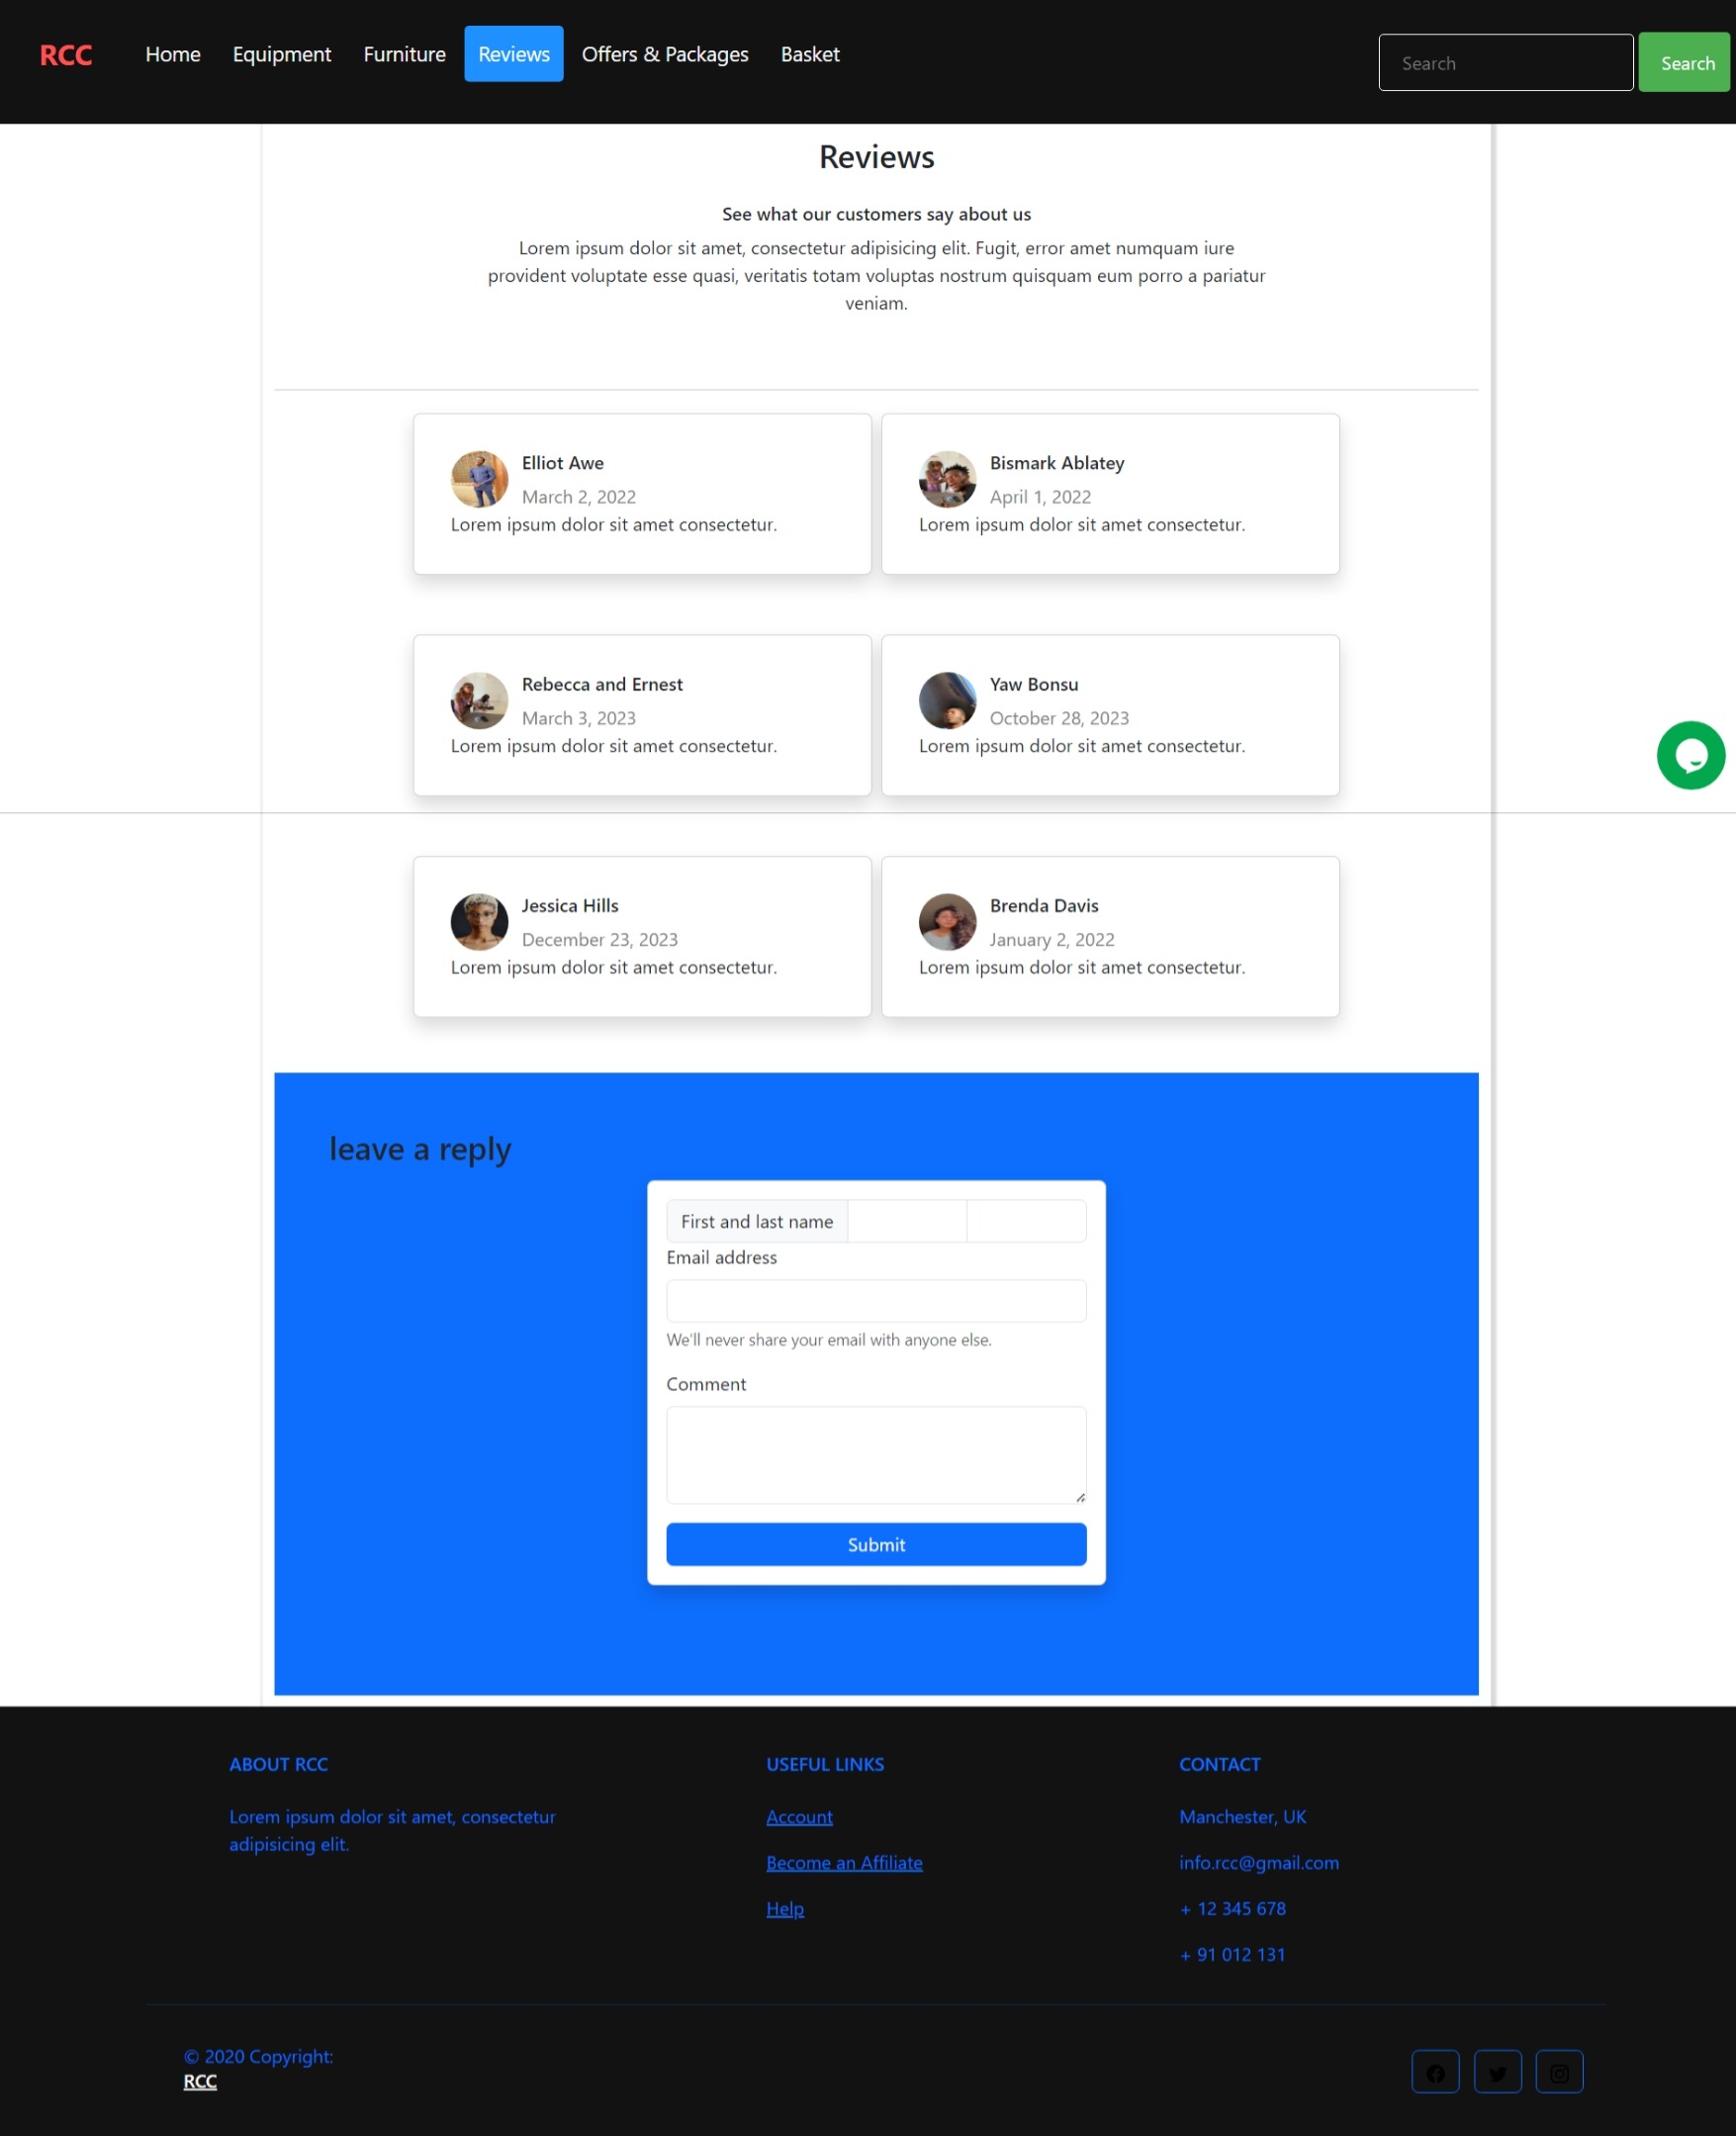 RCC
Home
Equipment
Furniture
Reviews
Offers & Packages
Basket
Search
Search
Reviews
See what our customers say about us
Lorem ipsum dolor sit amet, consectetur adipisicing elit. Fugit, error amet numquam iure
provident voluptate esse quasi, veritatis totam voluptas nostrum quisquam eum porro a pariatur
veniam.
Elliot Awe
March 2, 2022
Lorem ipsum dolor sit amet consectetur.
Bismark Ablatey
April 1, 2022
Lorem ipsum dolor sit amet consectetur.
Rebecca and Ernest
March 3, 2023
Lorem ipsum dolor sit amet consectetur.
Yaw Bonsu
October 28, 2023
Lorem ipsum dolor sit amet consectetur.
Jessica Hills
December 23, 2023
Lorem ipsum dolor sit amet consectetur.
Brenda Davis
January 2, 2022
Lorem ipsum dolor sit amet consectetur.
leave a reply
First and last name
Email address
We'll never share your email with anyone else.
Comment
Submit
ABOUT RCC
Lorem ipsum dolor sit amet, consectetur
adipisicing elit.
USEFUL LINKS
Account
Become an Affiliate
Help
CONTACT
Manchester, UK
info.rcc@gmail.com
+ 12 345 678
+ 91 012 131
© 2020 Copyright:
RCC